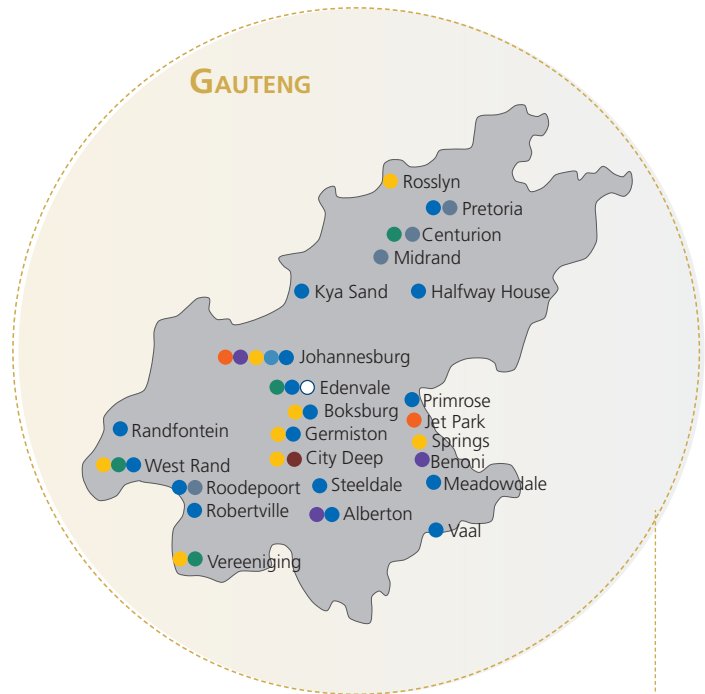 GAUTENG
Rosslyn
Pretoria
Centurion
Midrand
Kya Sand
Halfway House
Johannesburg
Edenvale
Primrose
Boksburg
Jet Park
Randfontein
Germiston
Springs
City Deep
Benoni
West Rand
Steeldale
Meadowdale
Roodepoort
Robertville
Alberton
Vaal
Vereeniging